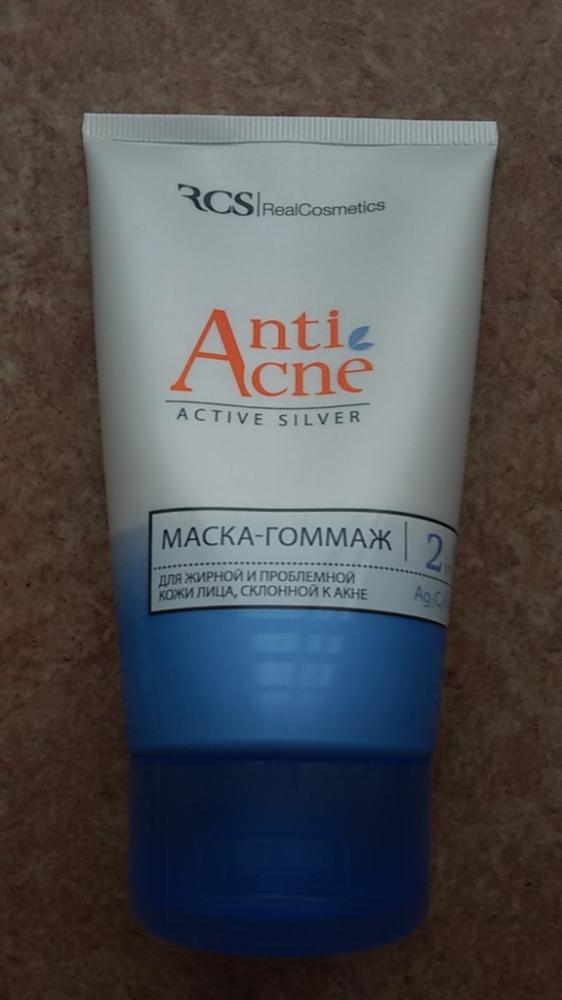 RCS|RealCosmetics
Anti
Acne
ACTIVE SILVER
МАСКА-ГОММАЖ | 2
ДЛЯ ЖИРНОЙ И ПРОБЛЕМНОЙ
КОЖИ ЛИЦА, СКЛОННОЙ К АКНЕ